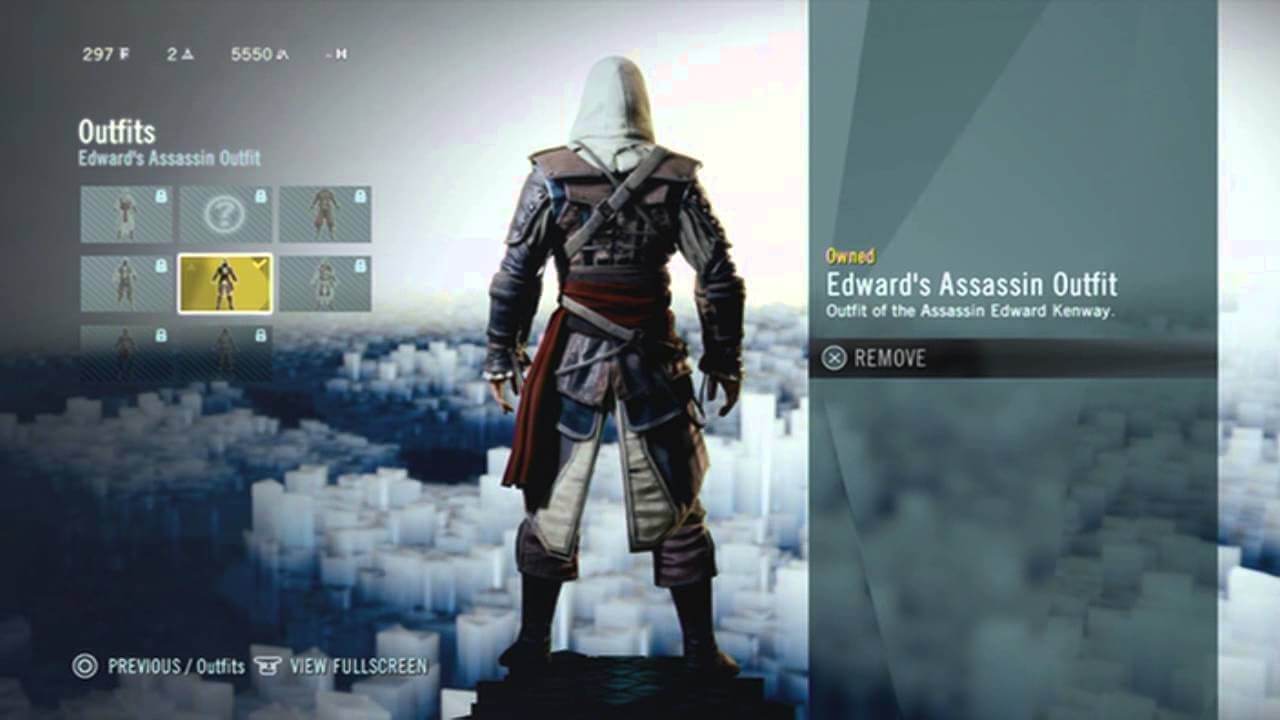 297 F 2 5550 - H
Outfits
Edward's Assassin Outfit
?
Owned
Edward's Assassin Outfit
Outfit of the Assassin Edward Kenway.
REMOVE
PREVIOUS / Outfits VIEW FULLSCREEN